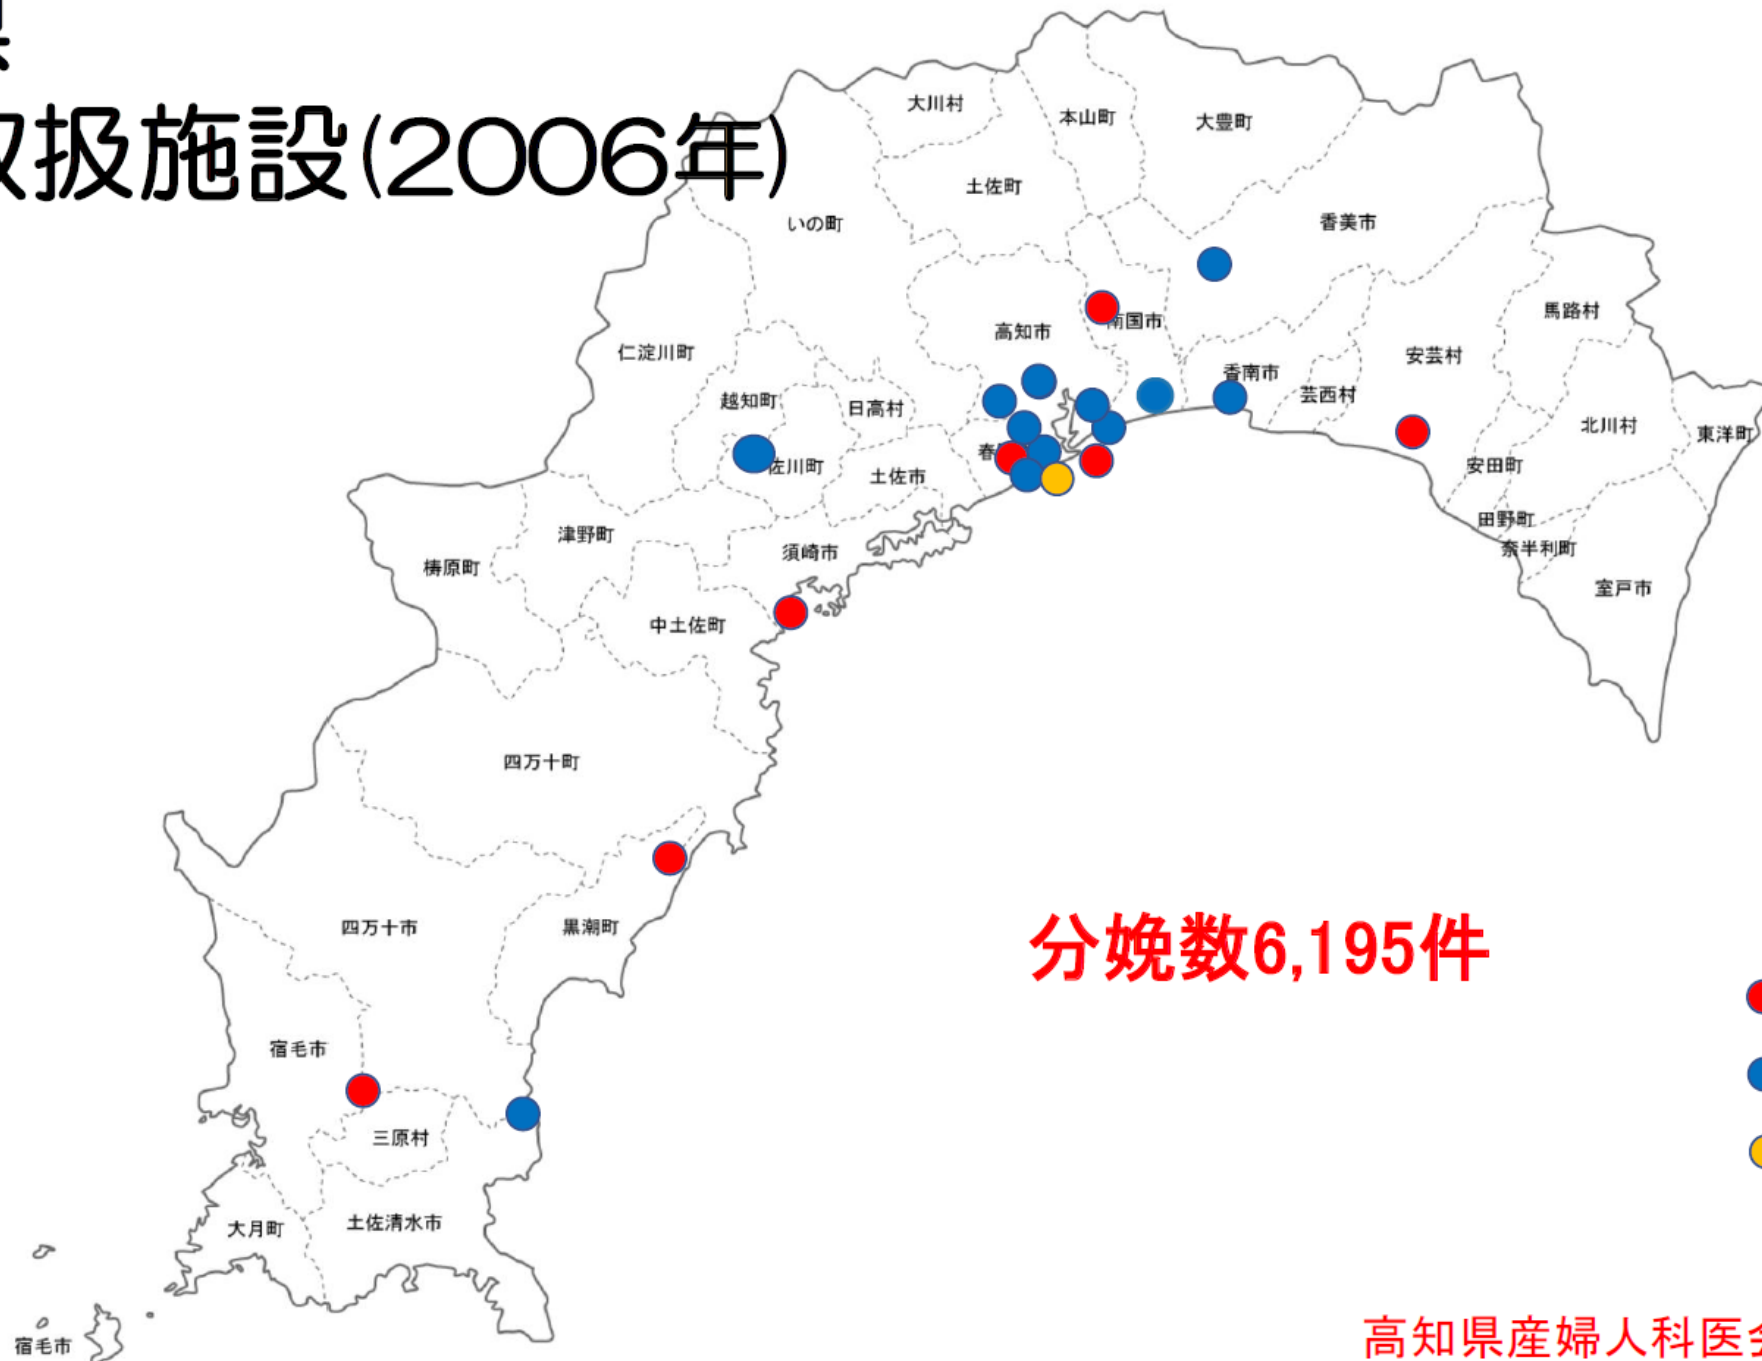 県
取扱施設(2006年)
大川村
本山町
大豊町
土佐町
いの町
香美市
馬路村
高知市
南国市
仁淀川町
安芸村
香南市
芸西村
越知町
日高村
北川村
東洋町
佐川町
土佐市
安田町
田野町
奈半利町
津野町
須崎市
梼原町
室戸市
中土佐町
四万十町
四万十市
黒潮町
分娩数6,195件
宿毛市
三原村
大月町
土佐清水市
宿毛市
高知県産婦人科医会